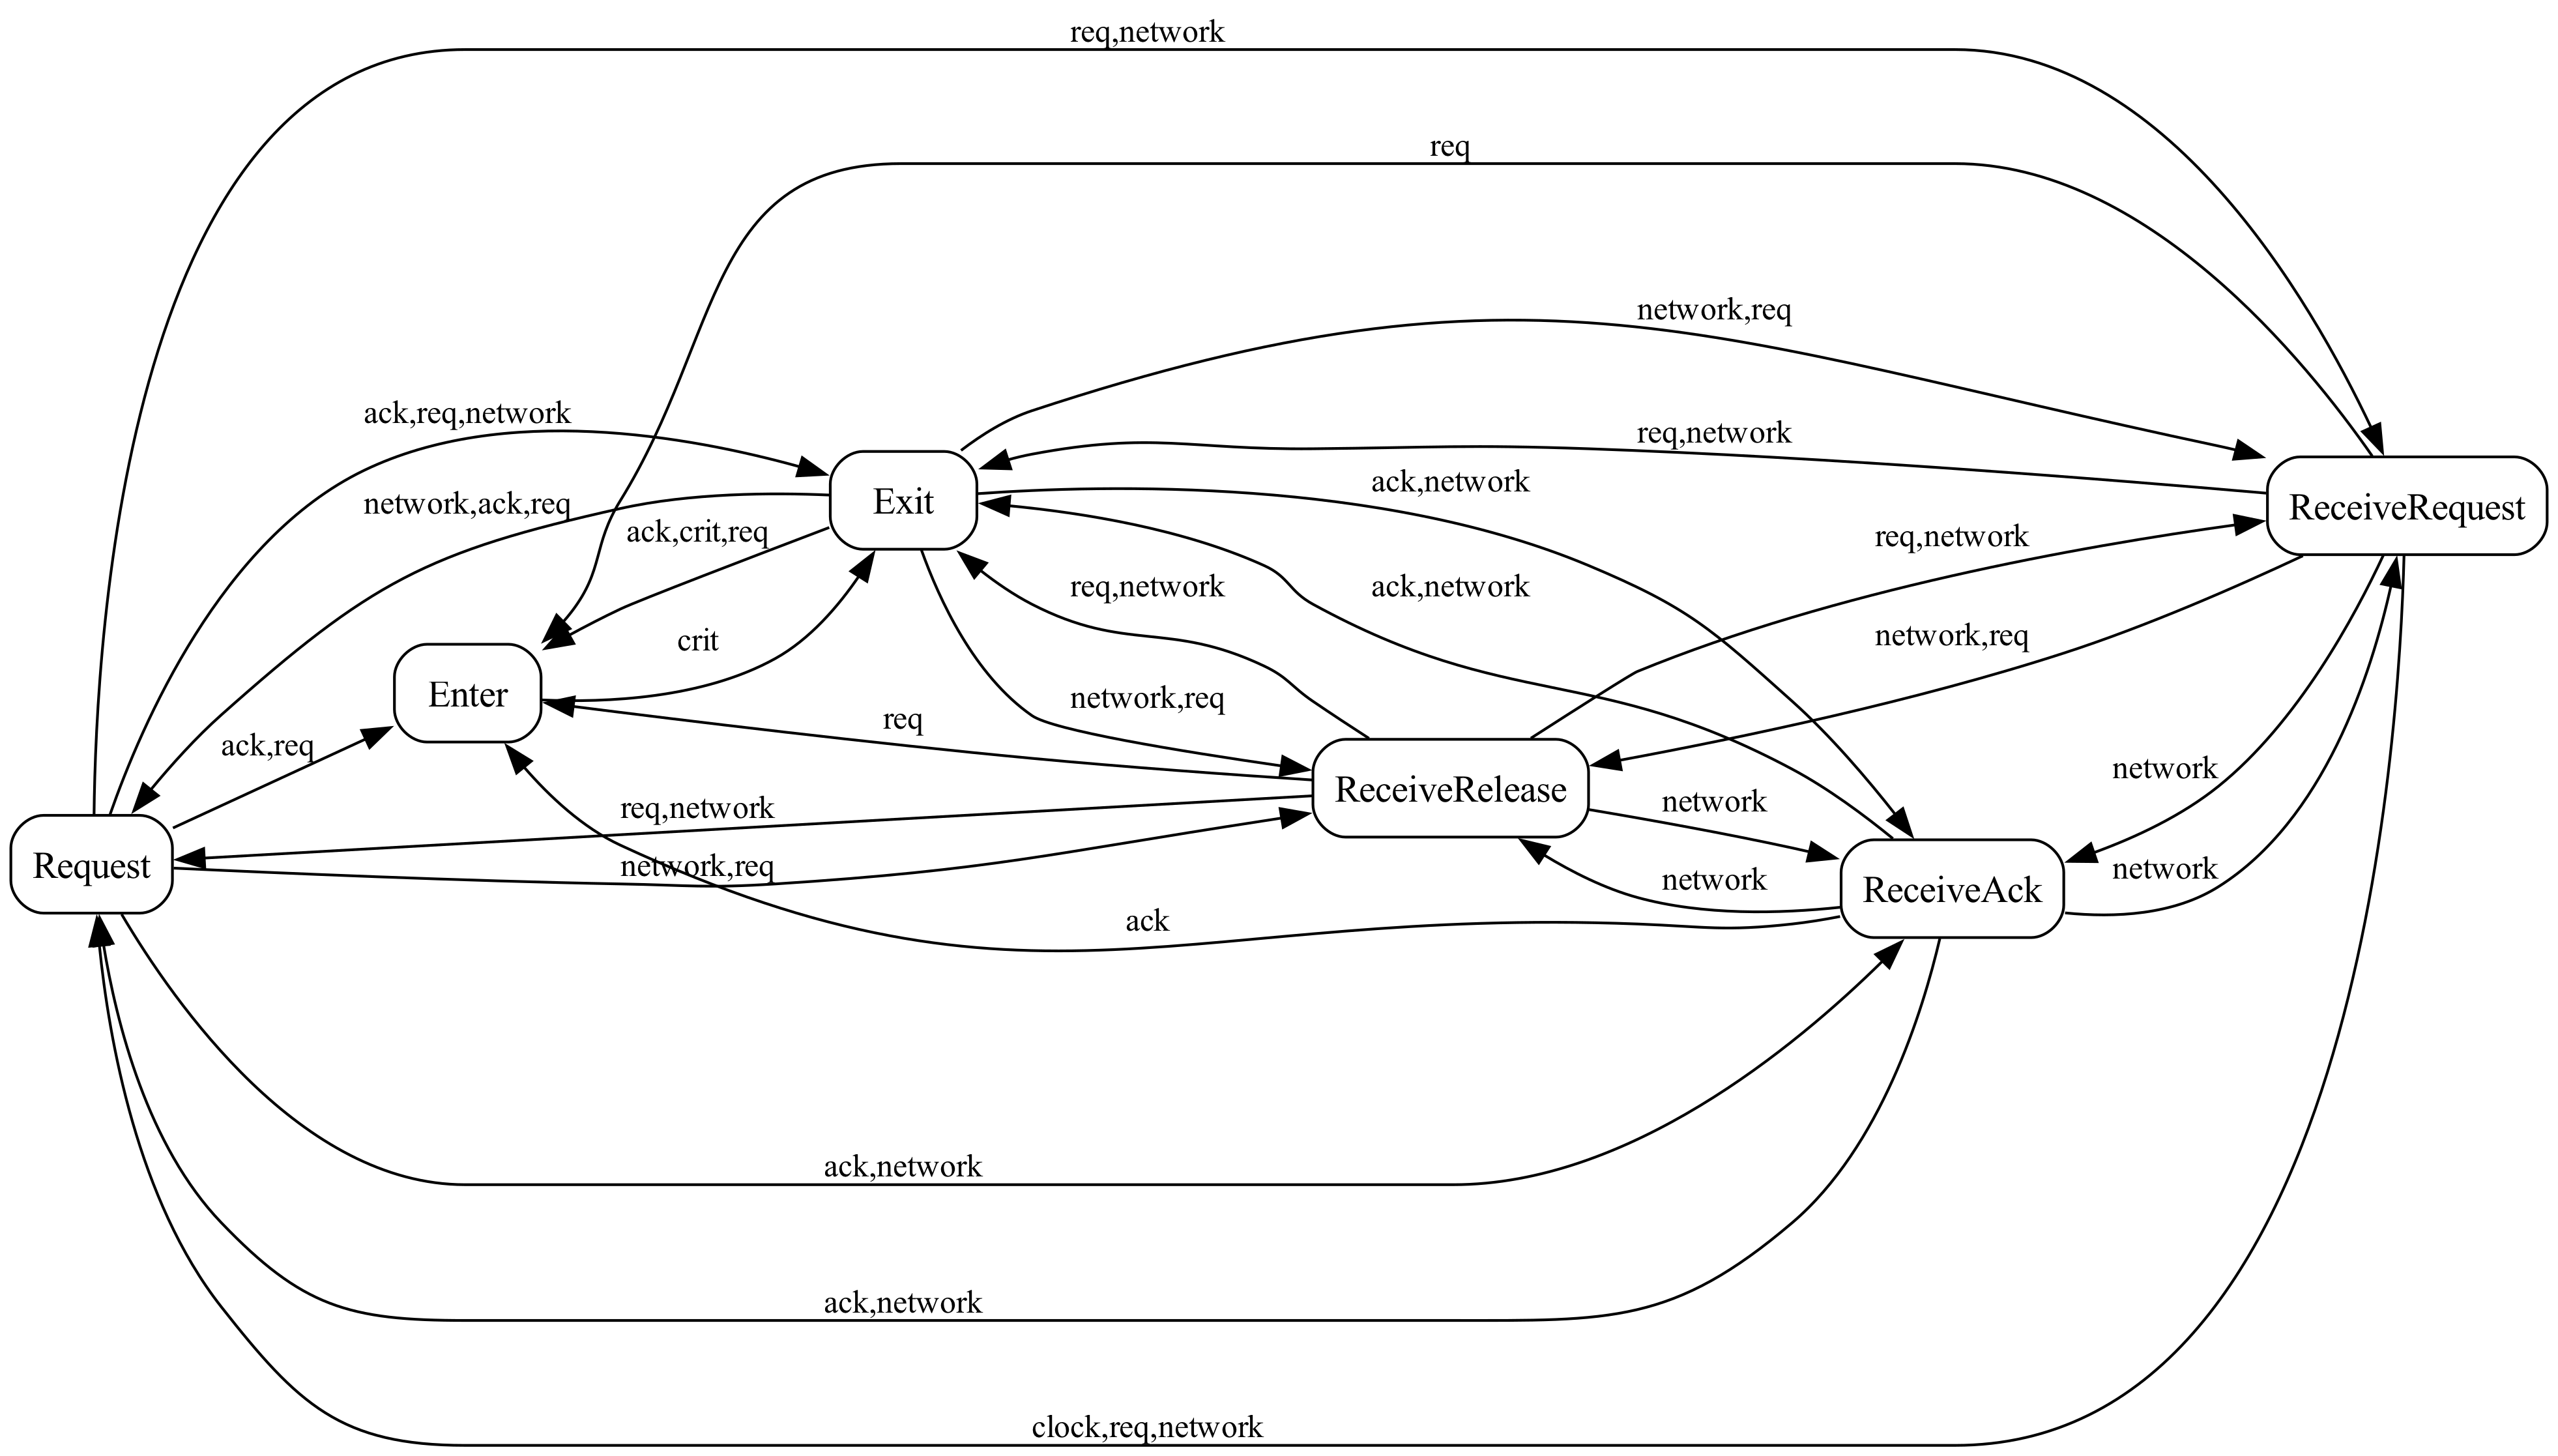 req,network
req
network,req
ack,req,network
req,network
ack,network
network,ack,req
Exit
ReceiveRequest
ack,crit,req
req,network
req,network
ack,network
crit
network,req
Enter
network,req
req
ack,req
network
ReceiveRelease
network
req,network
Request
network,req
network
network
ReceiveAck
ack
ack,network
ack,network
clock,req,network